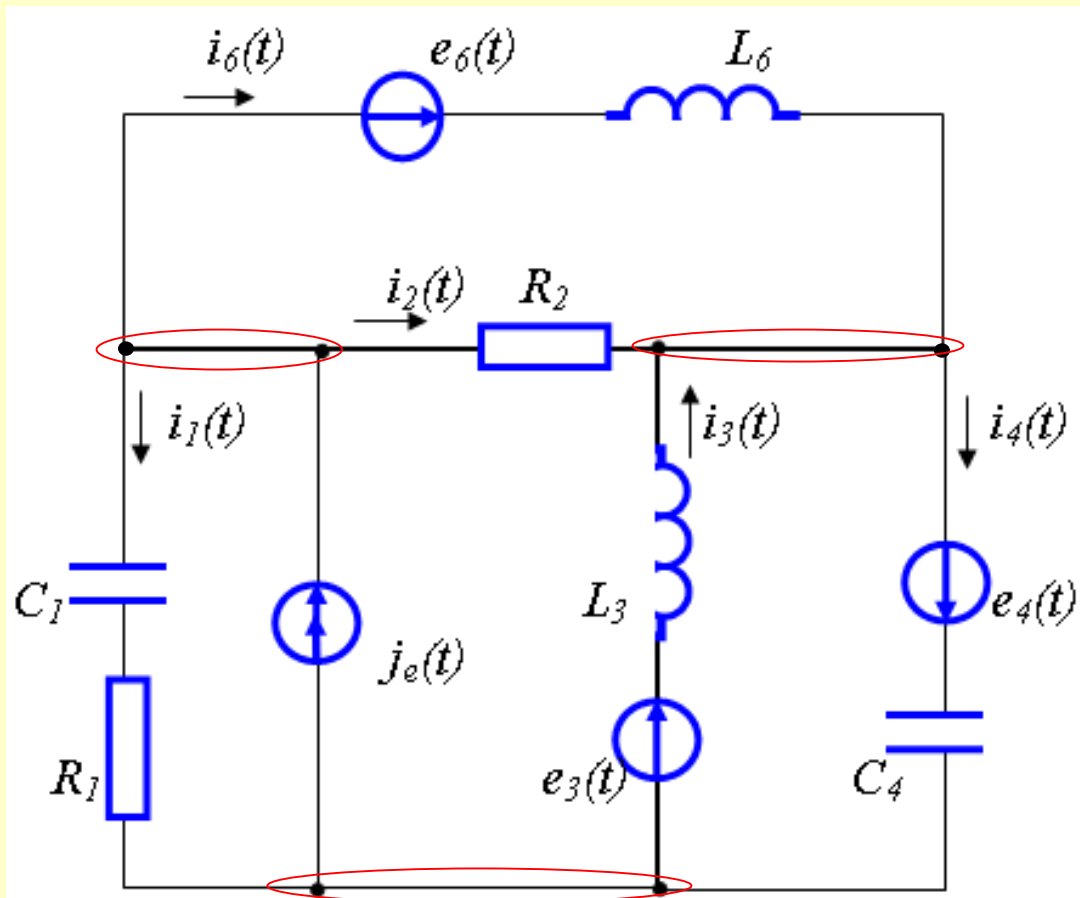 i₆(t) e₆(t) L₆
i₂(t) R₂
i₁(t) i₃(t) i₄(t)
C₁ L₃ e₄(t)
jₑ(t)
R₁ e₃(t) C₄